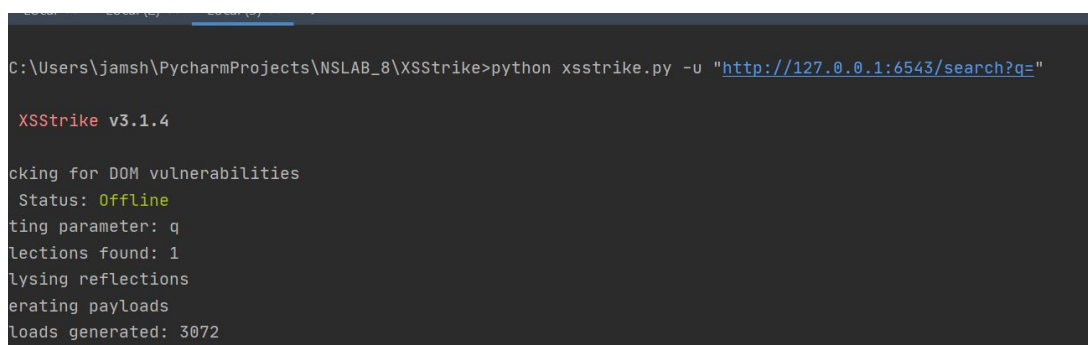 C:\Users\jamsh\PycharmProjects\NSLAB_8\XSStrike>python xsstrike.py -u "http://127.0.0.1:6543/search?q="
XSStrike v3.1.4
cking for DOM vulnerabilities
Status: Offline
ting parameter: q
lections found: 1
lysing reflections
erating payloads
loads generated: 3072